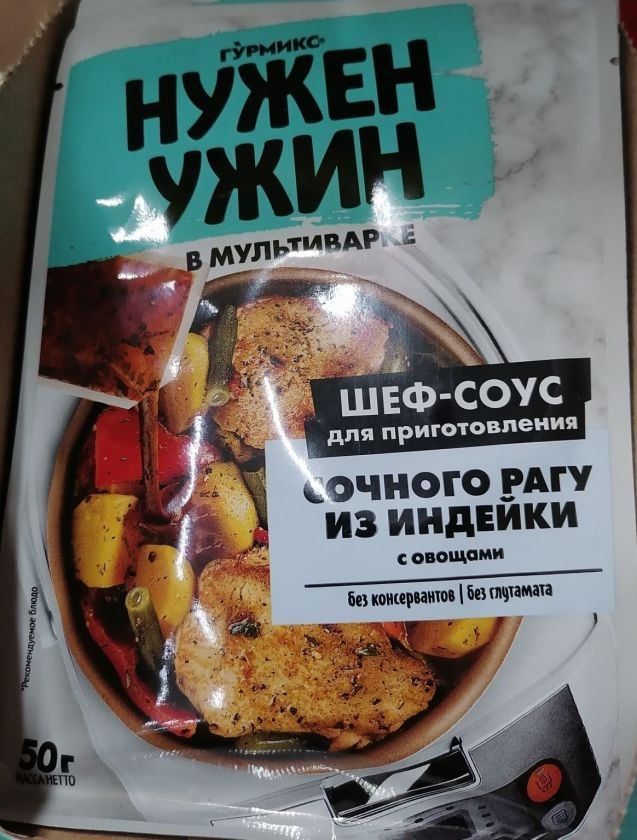 ГУРМИКС®
НУЖЕН
УЖИН
В МУЛЬТИВАРКЕ
ШЕФ-СОУС
для приготовления
СОЧНОГО РАГУ
ИЗ ИНДЕЙКИ
с овощами
без консервантов | без глутамата
*Рекомендуемое блюдо
50 г
МАССА НЕТТО